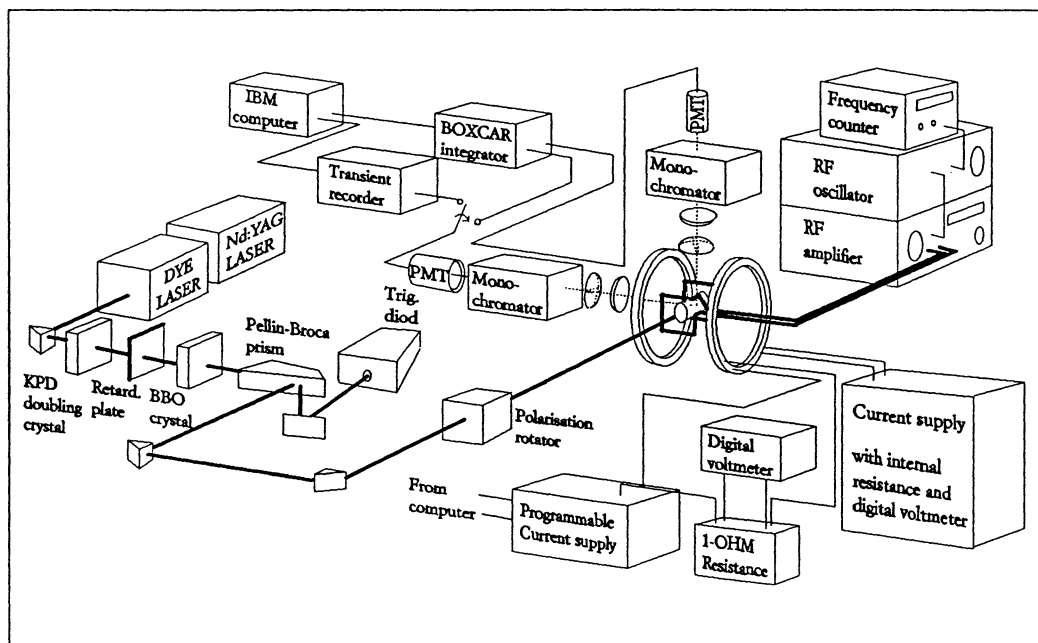 IBM
computer
BOXCAR
integrator
Transient
recorder
PMT
Mono-
chromator
Frequency
counter
RF
oscillator
RF
amplifier
Nd:YAG
LASER
DYE
LASER
PMT
Mono-
chromator
Trig.
diod
Pellin-Broca
prism
KPD
doubling
crystal
Retard.
plate
BBO
crystal
Polarisation
rotator
Digital
voltmeter
Current supply
with internal
resistance and
digital voltmeter
From
computer
Programmable
Current supply
1-OHM
Resistance